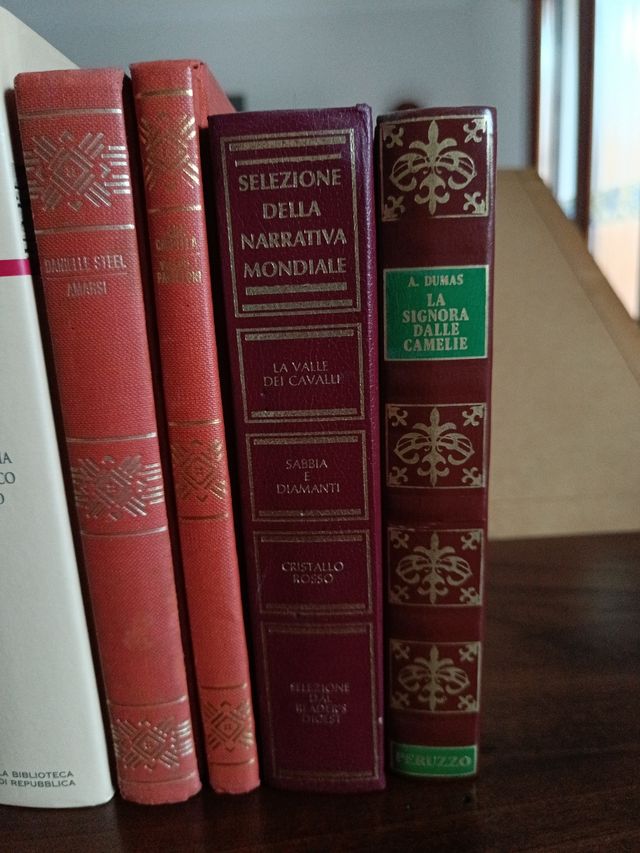 DANIELLE STEEL
AMARSI
SELEZIONE
DELLA
NARRATIVA
MONDIALE
LA VALLE
DEI CAVALLI
SABBIA
E
DIAMANTI
CRISTALLO
ROSSO
SELEZIONE
DAL
READER'S
DIGEST
A. DUMAS
LA
SIGNORA
DALLE
CAMELIE
PERUZZO
LA BIBLIOTECA
DI REPUBBLICA